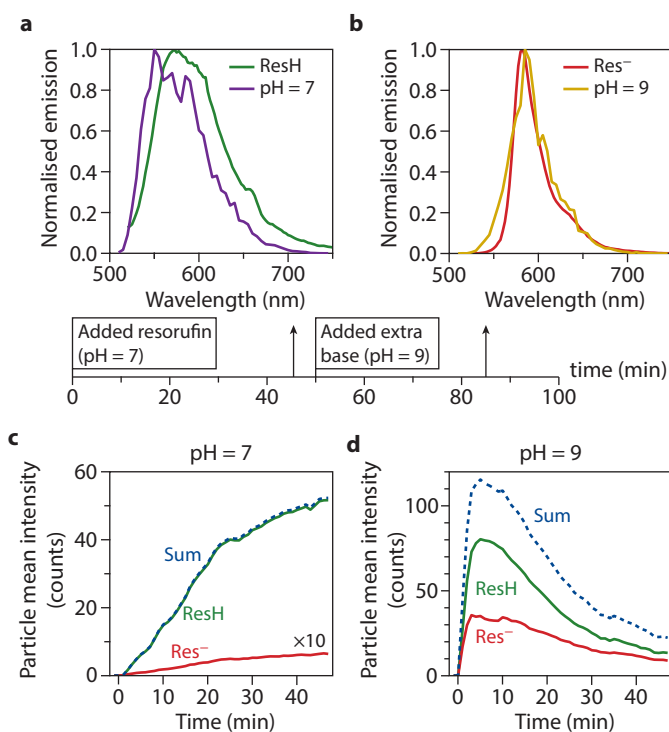 a
b
1.0
0.8
0.6
0.4
0.2
0.0
Normalised emission
ResH
pH = 7
500
600
700
Wavelength (nm)
1.0
0.8
0.6
0.4
0.2
0.0
Normalised emission
Res⁻
pH = 9
500
600
700
Wavelength (nm)
Added resorufin
(pH = 7)
Added extra
base (pH = 9)
time (min)
0
20
40
60
80
100
c
pH = 7
60
40
20
0
Particle mean intensity
(counts)
Sum
ResH
Res⁻
×10
0
10
20
30
40
Time (min)
d
pH = 9
100
50
0
Particle mean intensity
(counts)
Sum
ResH
Res⁻
0
10
20
30
40
Time (min)